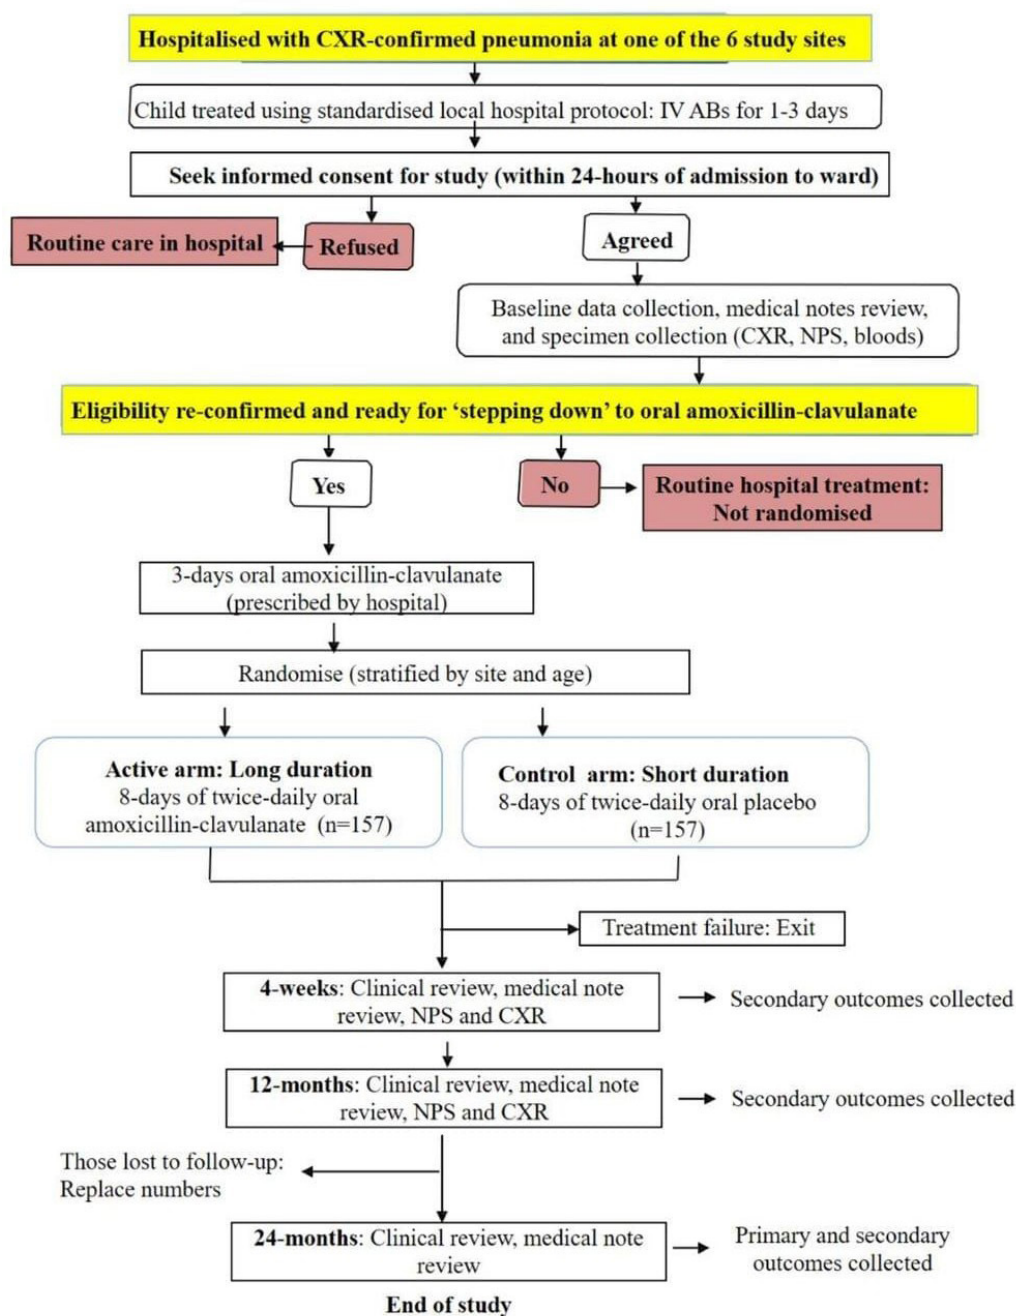 Hospitalised with CXR-confirmed pneumonia at one of the 6 study sites
Child treated using standardised local hospital protocol: IV ABs for 1-3 days
Seek informed consent for study (within 24-hours of admission to ward)
Routine care in hospital
Refused
Agreed
Baseline data collection, medical notes review,
and specimen collection (CXR, NPS, bloods)
Eligibility re-confirmed and ready for ‘stepping down’ to oral amoxicillin-clavulanate
Yes
No
Routine hospital treatment:
Not randomised
3-days oral amoxicillin-clavulanate
(prescribed by hospital)
Randomise (stratified by site and age)
Active arm: Long duration
8-days of twice-daily oral
amoxicillin-clavulanate (n=157)
Control arm: Short duration
8-days of twice-daily oral placebo
(n=157)
Treatment failure: Exit
4-weeks: Clinical review, medical note
review, NPS and CXR
Secondary outcomes collected
12-months: Clinical review, medical note
review, NPS and CXR
Secondary outcomes collected
Those lost to follow-up:
Replace numbers
24-months: Clinical review, medical note
review
Primary and secondary
outcomes collected
End of study